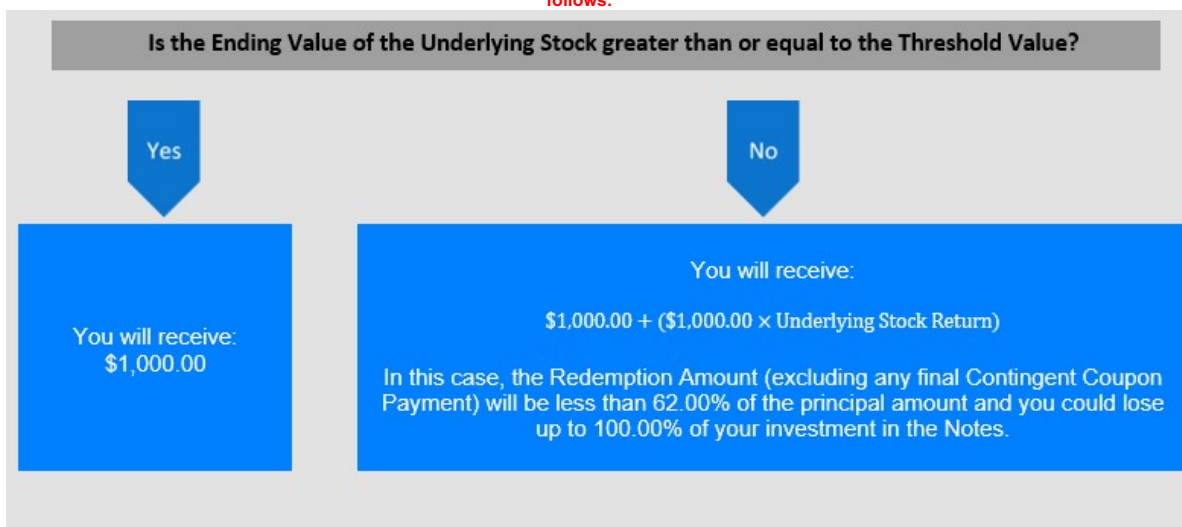 follows:
Is the Ending Value of the Underlying Stock greater than or equal to the Threshold Value?
Yes
No
You will receive:
$1,000.00
You will receive:
$1,000.00 + ($1,000.00 × Underlying Stock Return)
In this case, the Redemption Amount (excluding any final Contingent Coupon
Payment) will be less than 62.00% of the principal amount and you could lose
up to 100.00% of your investment in the Notes.